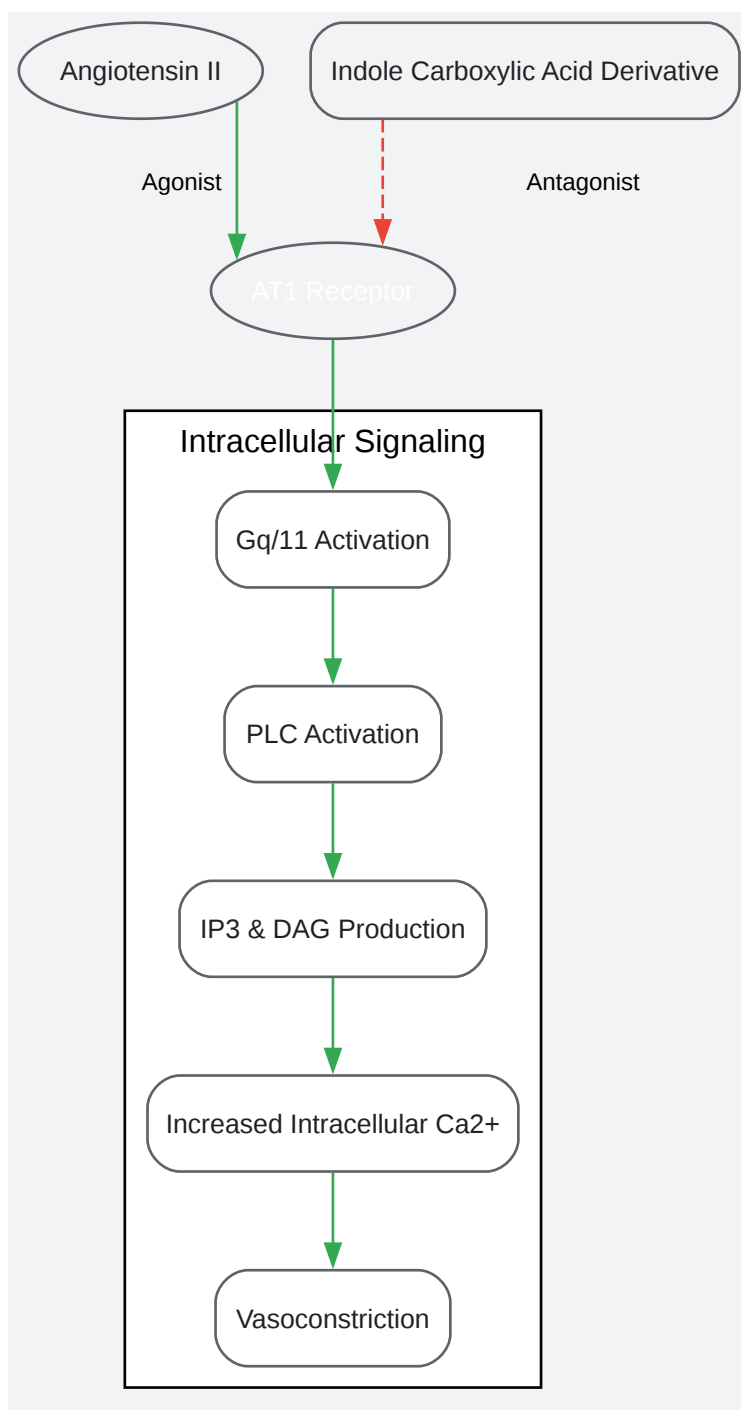 Angiotensin II
Indole Carboxylic Acid Derivative
Agonist
Antagonist
AT1 Receptor
Intracellular Signaling
Gq/11 Activation
PLC Activation
IP3 & DAG Production
Increased Intracellular Ca2+
Vasoconstriction